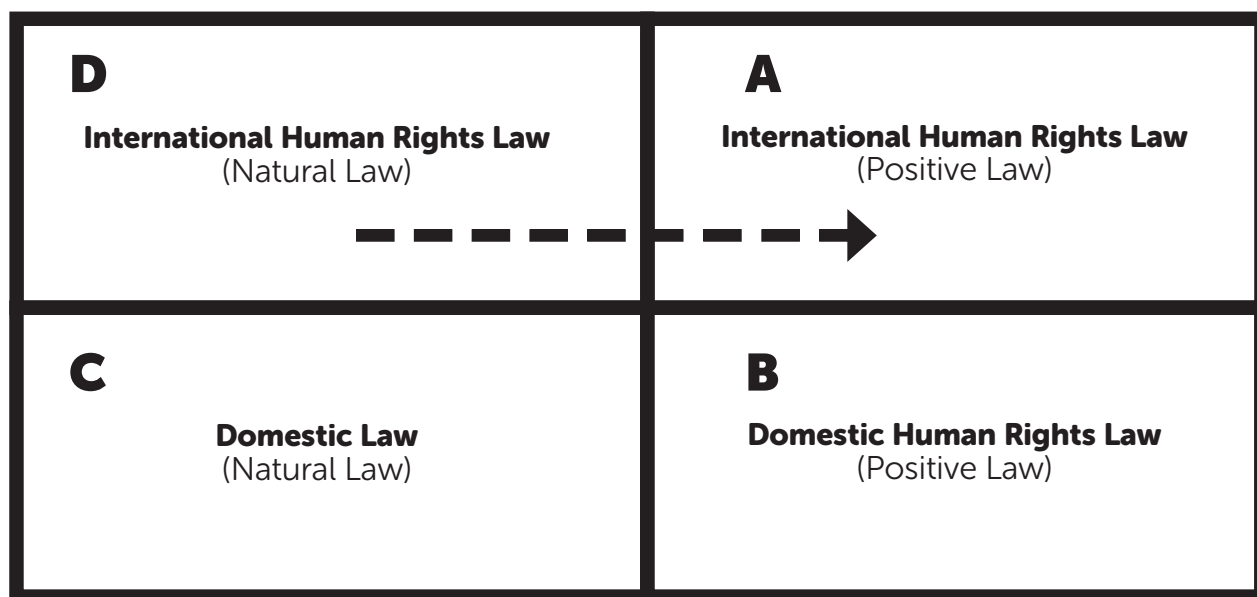 D
International Human Rights Law
(Natural Law)
A
International Human Rights Law
(Positive Law)
C
Domestic Law
(Natural Law)
B
Domestic Human Rights Law
(Positive Law)